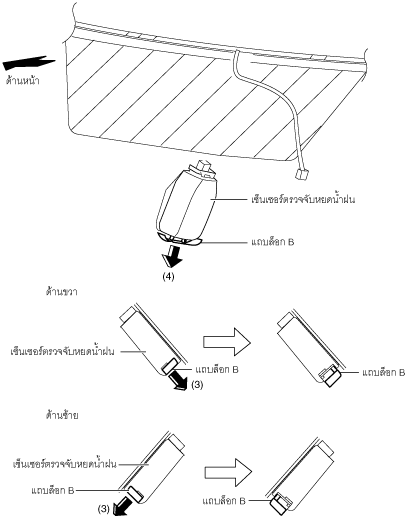 ด้านหน้า
เซ็นเซอร์ตรวจจับหยดน้ำฝน
แถบล็อก B
(4)
ด้านขวา
เซ็นเซอร์ตรวจจับหยดน้ำฝน
แถบล็อก B
(3)
แถบล็อก B
ด้านซ้าย
เซ็นเซอร์ตรวจจับหยดน้ำฝน
แถบล็อก B
(3)
แถบล็อก B